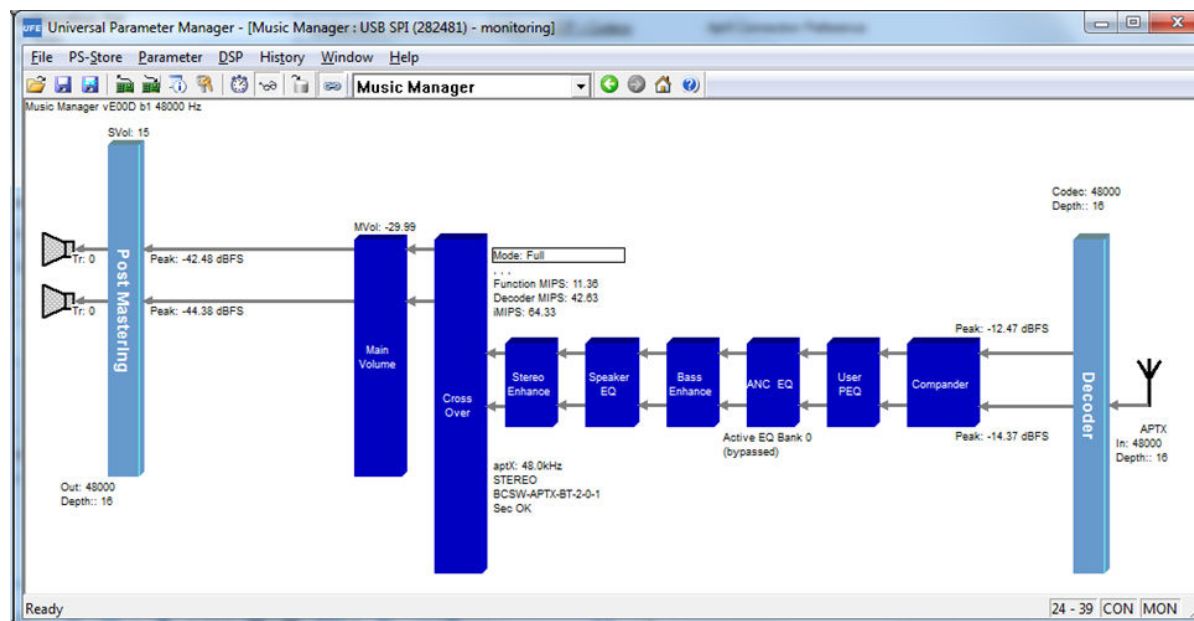 UFE Universal Parameter Manager - [Music Manager : USB SPI (282481) - monitoring]
File PS-Store Parameter DSP History Window Help
Music Manager
Music Manager vE00D b1 48000 Hz
SVol: 15
Tr: 0
Tr: 0
Post Mastering
Out: 48000
Depth:: 16
Peak: -42.48 dBFS
Peak: -44.38 dBFS
MVol: -29.99
Main
Volume
Cross
Over
Mode: Full
. . .
Function MIPS: 11.36
Decoder MIPS: 42.63
iMIPS: 64.33
Stereo
Enhance
Speaker
EQ
Bass
Enhance
ANC EQ
User
PEQ
Compander
Active EQ Bank 0
(bypassed)
aptX: 48.0kHz
STEREO
BCSW-APTX-BT-2-0-1
Sec OK
Peak: -12.47 dBFS
Peak: -14.37 dBFS
Codec: 48000
Depth:: 16
Decoder
APTX
In: 48000
Depth:: 16
Ready
24 - 39 CON MON